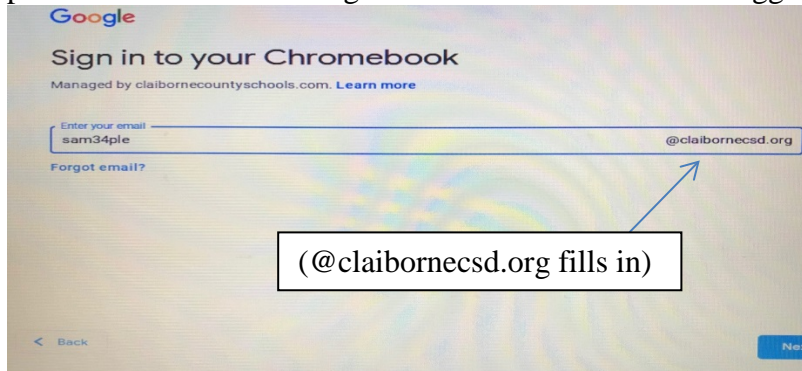 Google
Sign in to your Chromebook
Managed by claibornecountyschools.com. Learn more
Enter your email
sam34ple @claibornecsd.org
Forgot email?
(@claibornecsd.org fills in)
< Back